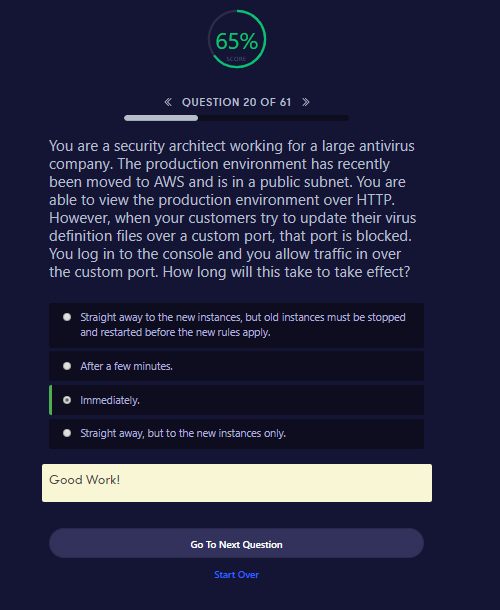 65%
SCORE
« QUESTION 20 OF 61 »
You are a security architect working for a large antivirus
company. The production environment has recently
been moved to AWS and is in a public subnet. You are
able to view the production environment over HTTP.
However, when your customers try to update their virus
definition files over a custom port, that port is blocked.
You log in to the console and you allow traffic in over
the custom port. How long will this take to take effect?
Straight away to the new instances, but old instances must be stopped
and restarted before the new rules apply.
After a few minutes.
Immediately.
Straight away, but to the new instances only.
Good Work!
Go To Next Question
Start Over